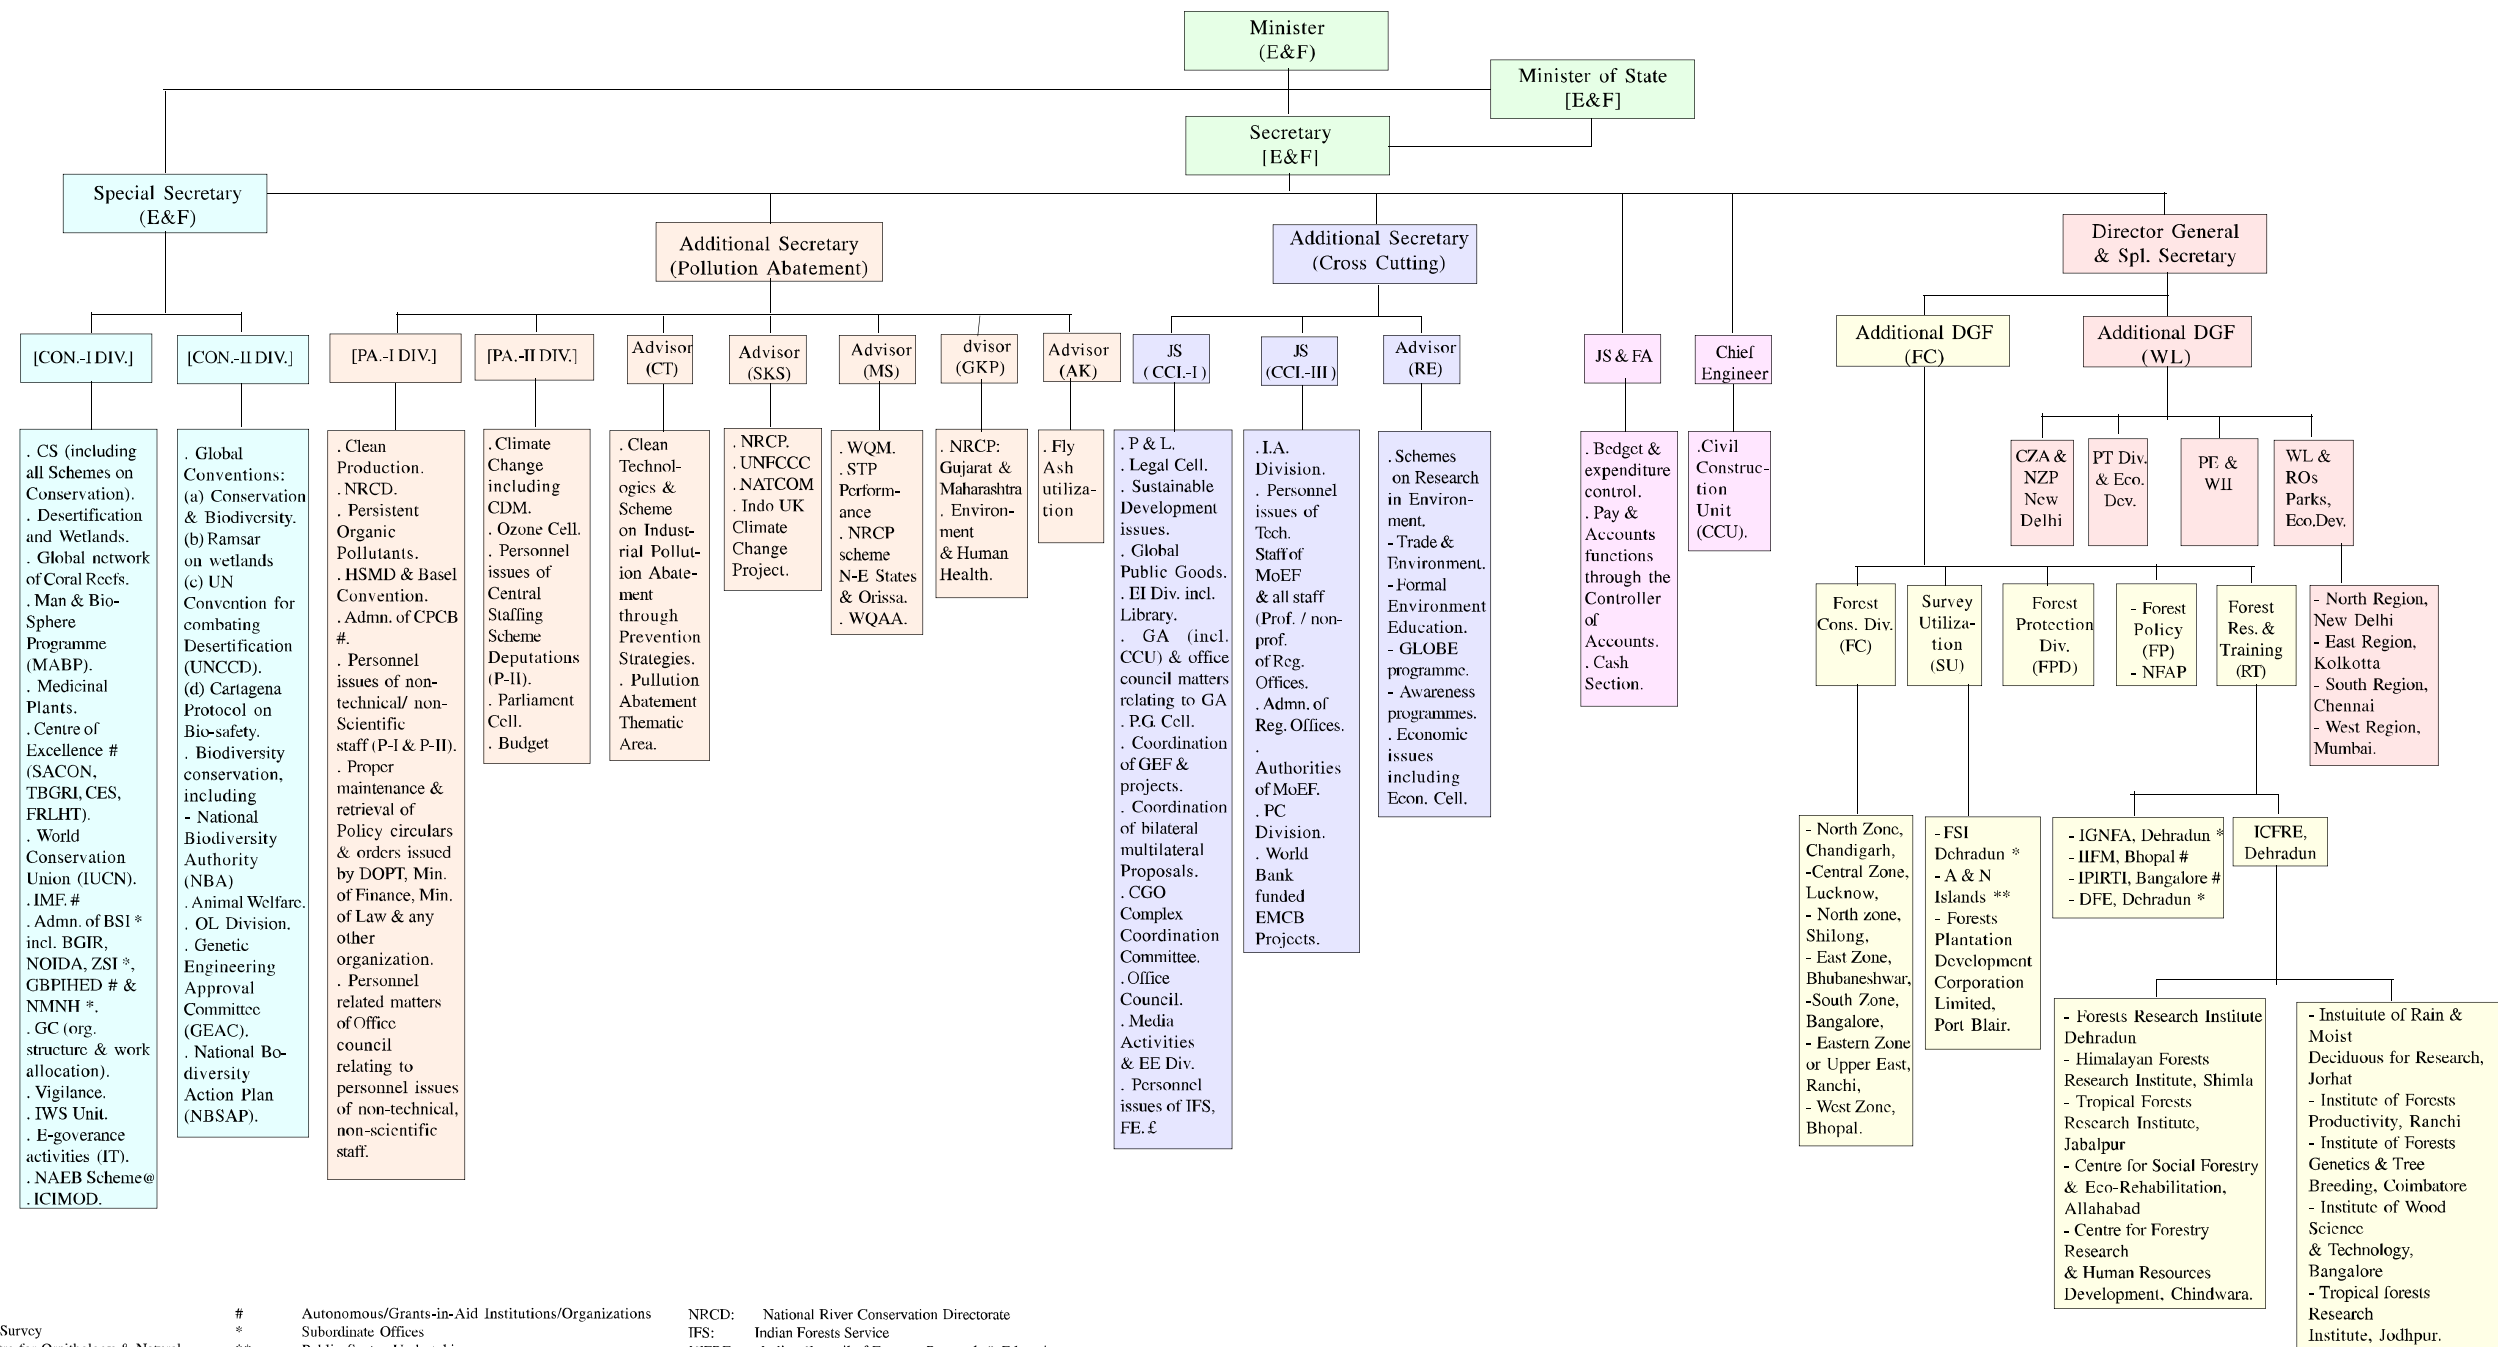 Minister
(E&F)
Minister of State
[E&F]
Secretary
[E&F]
Special Secretary
(E&F)
Additional Secretary
(Pollution Abatement)
Additional Secretary
(Cross Cutting)
Director General
& Spl. Secretary
[CON.-I DIV.]
[CON.-II DIV.]
[PA.-I DIV.]
[PA.-II DIV.]
Advisor
(CT)
Advisor
(SKS)
Advisor
(MS)
dvisor
(GKP)
Advisor
(AK)
JS
(CCI.-I)
JS
(CCI.-III)
Advisor
(RE)
JS & FA
Chief
Engineer
Additional DGF
(FC)
Additional DGF
(WL)
. CS (including
all Schemes on
Conservation).
. Desertification
and Wetlands.
. Global network
of Coral Reefs.
. Man & Bio-
Sphere
Programme
(MABP).
. Medicinal
Plants.
. Centre of
Excellence #
(SACON,
TBGRI, CES,
FRLHT).
. World
Conservation
Union (IUCN).
. IMF. #
. Admn. of BSI *
incl. BGIR,
NOIDA, ZSI *,
GBPIHED # &
NMNH *.
. GC (org.
structure & work
allocation).
. Vigilance.
. IWS Unit.
. E-goverance
activities (IT).
. NAEB Scheme@
. ICIMOD.
. Global
Conventions:
(a) Conservation
& Biodiversity.
(b) Ramsar
on wetlands
(c) UN
Convention for
combating
Desertification
(UNCCD).
(d) Cartagena
Protocol on
Bio-safety.
. Biodiversity
conservation,
including
- National
Biodiversity
Authority
(NBA)
. Animal Welfare.
. OL Division.
. Genetic
Engineering
Approval
Committee
(GEAC).
. National Bo-
diversity
Action Plan
(NBSAP).
. Clean
Production.
. NRCD.
. Persistent
Organic
Pollutants.
. HSMD & Basel
Convention.
. Admn. of CPCB
#.
. Personnel
issues of non-
technical/ non-
Scientific
staff (P-I & P-II).
. Proper
maintenance &
retrieval of
Policy circulars
& orders issued
by DOPT, Min.
of Finance, Min.
of Law & any
other
organization.
. Personnel
related matters
of Office
council
relating to
personnel issues
of non-technical,
non-scientific
staff.
. Climate
Change
including
CDM.
. Ozone Cell.
. Personnel
issues of
Central
Staffing
Scheme
Deputations
(P-II).
. Parliament
Cell.
. Budget
. Clean
Technol-
ogies &
Scheme
on Indust-
rial Pollut-
ion Abate-
ment
through
Prevention
Strategies.
. Pullution
Abatement
Thematic
Area.
. NRCP.
. UNFCCC
. NATCOM
. Indo UK
Climate
Change
Project.
. WQM.
. STP
Perform-
ance
. NRCP
scheme
N-E States
& Orissa.
. WQAA.
. NRCP:
Gujarat &
Maharashtra
. Environ-
ment
& Human
Health.
. Fly
Ash
utiliza-
tion
. P & L.
. Legal Cell.
. Sustainable
Development
issues.
. Global
Public Goods.
. EI Div. incl.
Library.
. GA (incl.
CCU) & office
council matters
relating to GA
. P.G. Cell.
. Coordination
of GEF &
projects.
. Coordination
of bilateral
multilateral
Proposals.
. CGO
Complex
Coordination
Committee.
. Office
Council.
. Media
Activities
& EE Div.
. Personnel
issues of IFS,
FE. £
. I.A.
Division.
. Personnel
issues of
Tech.
Staff of
MoEF
& all staff
(Prof. / non-
prof.
of Reg.
Offices.
. Admn. of
Reg. Offices.
.
Authorities
of MoEF.
. PC
Division.
. World
Bank
funded
EMCB
Projects.
. Schemes
on Research
in Environ-
ment.
- Trade &
Environment.
- Formal
Environment
Education.
- GLOBE
programme.
- Awareness
programmes.
. Economic
issues
including
Econ. Cell.
. Bedget &
expenditure
control.
. Pay &
Accounts
functions
through the
Controller
of
Accounts.
. Cash
Section.
.Civil
Construc-
tion
Unit
(CCU).
CZA &
NZP
New
Delhi
PT Div.
& Eco.
Dev.
PE &
WII
WL &
ROs
Parks,
Eco.Dev.
- North Region,
New Delhi
- East Region,
Kolkotta
- South Region,
Chennai
- West Region,
Mumbai.
Forest
Cons. Div.
(FC)
Survey
Utiliza-
tion
(SU)
Forest
Protection
Div.
(FPD)
- Forest
Policy
(FP)
- NFAP
Forest
Res. &
Training
(RT)
- North Zone,
Chandigarh,
-Central Zone,
Lucknow,
- North zone,
Shilong,
- East Zone,
Bhubaneshwar,
-South Zone,
Bangalore,
- Eastern Zone
or Upper East,
Ranchi,
- West Zone,
Bhopal.
- FSI
Dehradun *
- A & N
Islands **
- Forests
Plantation
Development
Corporation
Limited,
Port Blair.
- IGNFA, Dehradun *
- IIFM, Bhopal #
- IPIRTI, Bangalore #
- DFE, Dehradun *
ICFRE,
Dehradun
- Forests Research Institute
Dehradun
- Himalayan Forests
Research Institute, Shimla
- Tropical Forests
Research Institute,
Jabalpur
- Centre for Social Forestry
& Eco-Rehabilitation,
Allahabad
- Centre for Forestry
Research
& Human Resources
Development, Chindwara.
- Instuitute of Rain &
Moist
Deciduous for Research,
Jorhat
- Institute of Forests
Productivity, Ranchi
- Institute of Forests
Genetics & Tree
Breeding, Coimbatore
- Institute of Wood
Science
& Technology,
Bangalore
- Tropical forests
Research
Institute, Jodhpur.
# Autonomous/Grants-in-Aid Institutions/Organizations
NRCD: National River Conservation Directorate
Survey
* Subordinate Offices
IFS: Indian Forests Service
**